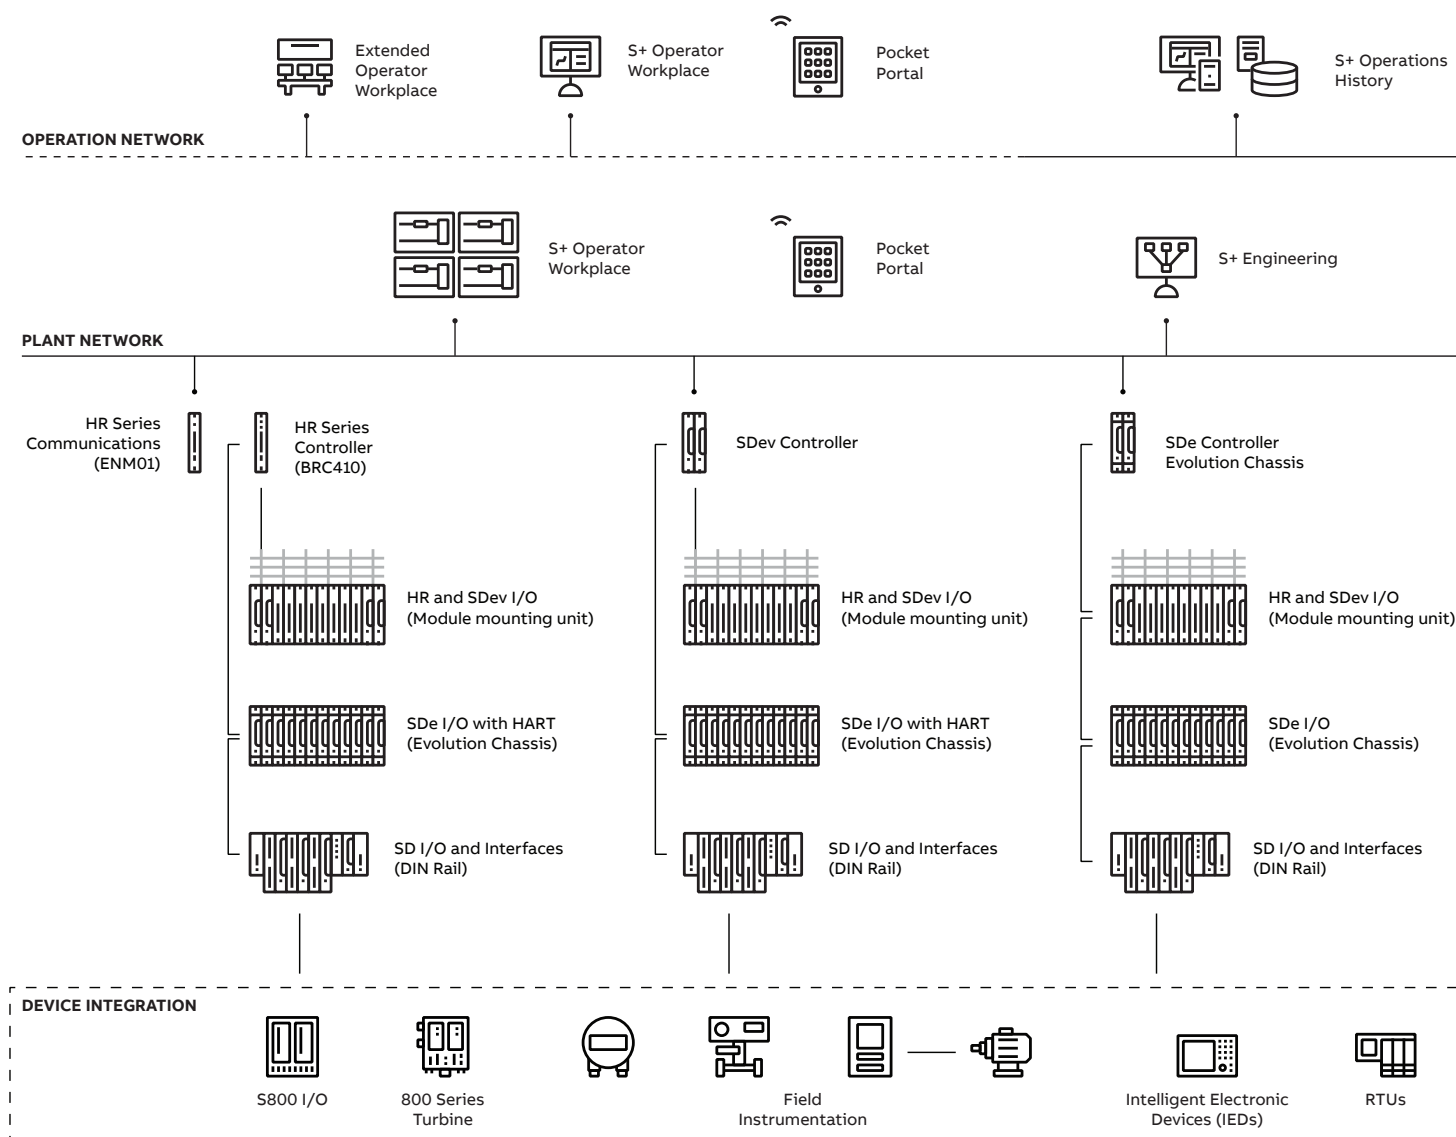 Extended
Operator
Workplace
S+ Operator
Workplace
Pocket
Portal
S+ Operations
History
OPERATION NETWORK
S+ Operator
Workplace
Pocket
Portal
S+ Engineering
PLANT NETWORK
HR Series
Communications
(ENM01)
HR Series
Controller
(BRC410)
SDev Controller
SDe Controller
Evolution Chassis
HR and SDev I/O
(Module mounting unit)
HR and SDev I/O
(Module mounting unit)
HR and SDev I/O
(Module mounting unit)
SDe I/O with HART
(Evolution Chassis)
SDe I/O with HART
(Evolution Chassis)
SDe I/O
(Evolution Chassis)
SD I/O and Interfaces
(DIN Rail)
SD I/O and Interfaces
(DIN Rail)
SD I/O and Interfaces
(DIN Rail)
DEVICE INTEGRATION
S800 I/O
800 Series
Turbine
Field
Instrumentation
Intelligent Electronic
Devices (IEDs)
RTUs